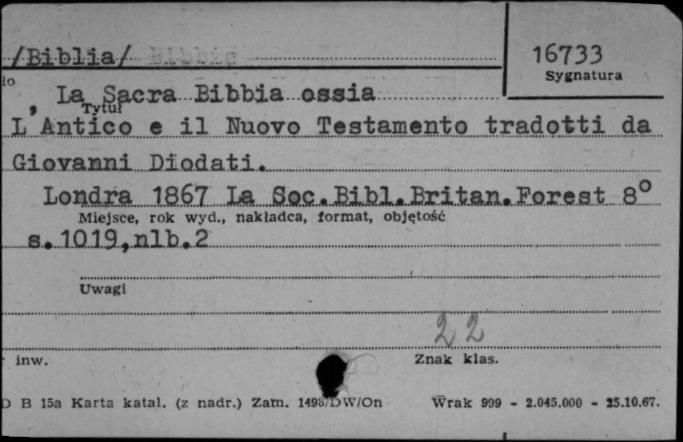 /Biblia/ Bibbie
16733
Sygnatura
ło
, La Sacra Bibbia ossia
Tytuł
L Antico e il Nuovo Testamento tradotti da
Giovanni Diodati.
Londra 1867 La Soc.Bibl.Britan.Forest 8°
Miejsce, rok wyd., nakładca, format, objętość
s.1019,nlb.2
Uwagi
22
inw.
Znak klas.
D B 15a Karta katal. (z nadr.) Zam. 1498/DW/On Wrak 999 - 2.045.000 - 25.10.67.